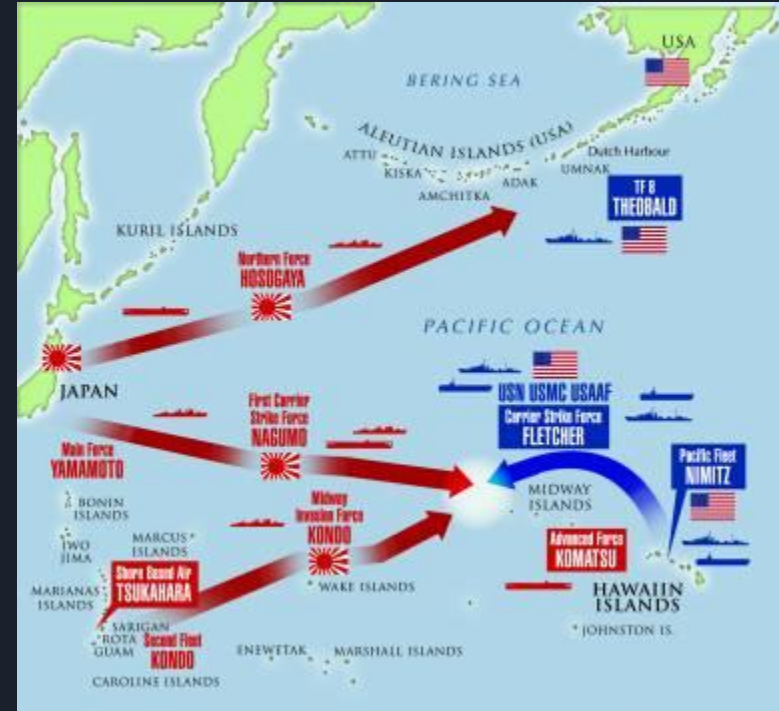 USA
BERING SEA
ALEUTIAN ISLANDS (USA)
ATTU
KISKA
AMCHITKA
ADAK
UMNAK
Dutch Harbour
TF 8
THEOBALD
KURIL ISLANDS
Northern Force
HOSOGAYA
PACIFIC OCEAN
JAPAN
USN USMC USAAF
Carrier Strike Force
FLETCHER
First Carrier
Strike Force
NAGUMO
Main Force
YAMAMOTO
Pacific Fleet
NIMITZ
BONIN
ISLANDS
MIDWAY
ISLANDS
Midway
Invasion Force
KONDO
IWO
JIMA
MARCUS
ISLANDS
Advanced Force
KOMATSU
Shore Based Air
TSUKAHARA
MARIANAS
ISLANDS
WAKE ISLANDS
HAWAIIN
ISLANDS
SARIGAN
ROTA
GUAM
Second Fleet
KONDO
JOHNSTON IS.
ENEWETAK
MARSHALL ISLANDS
CAROLINE ISLANDS